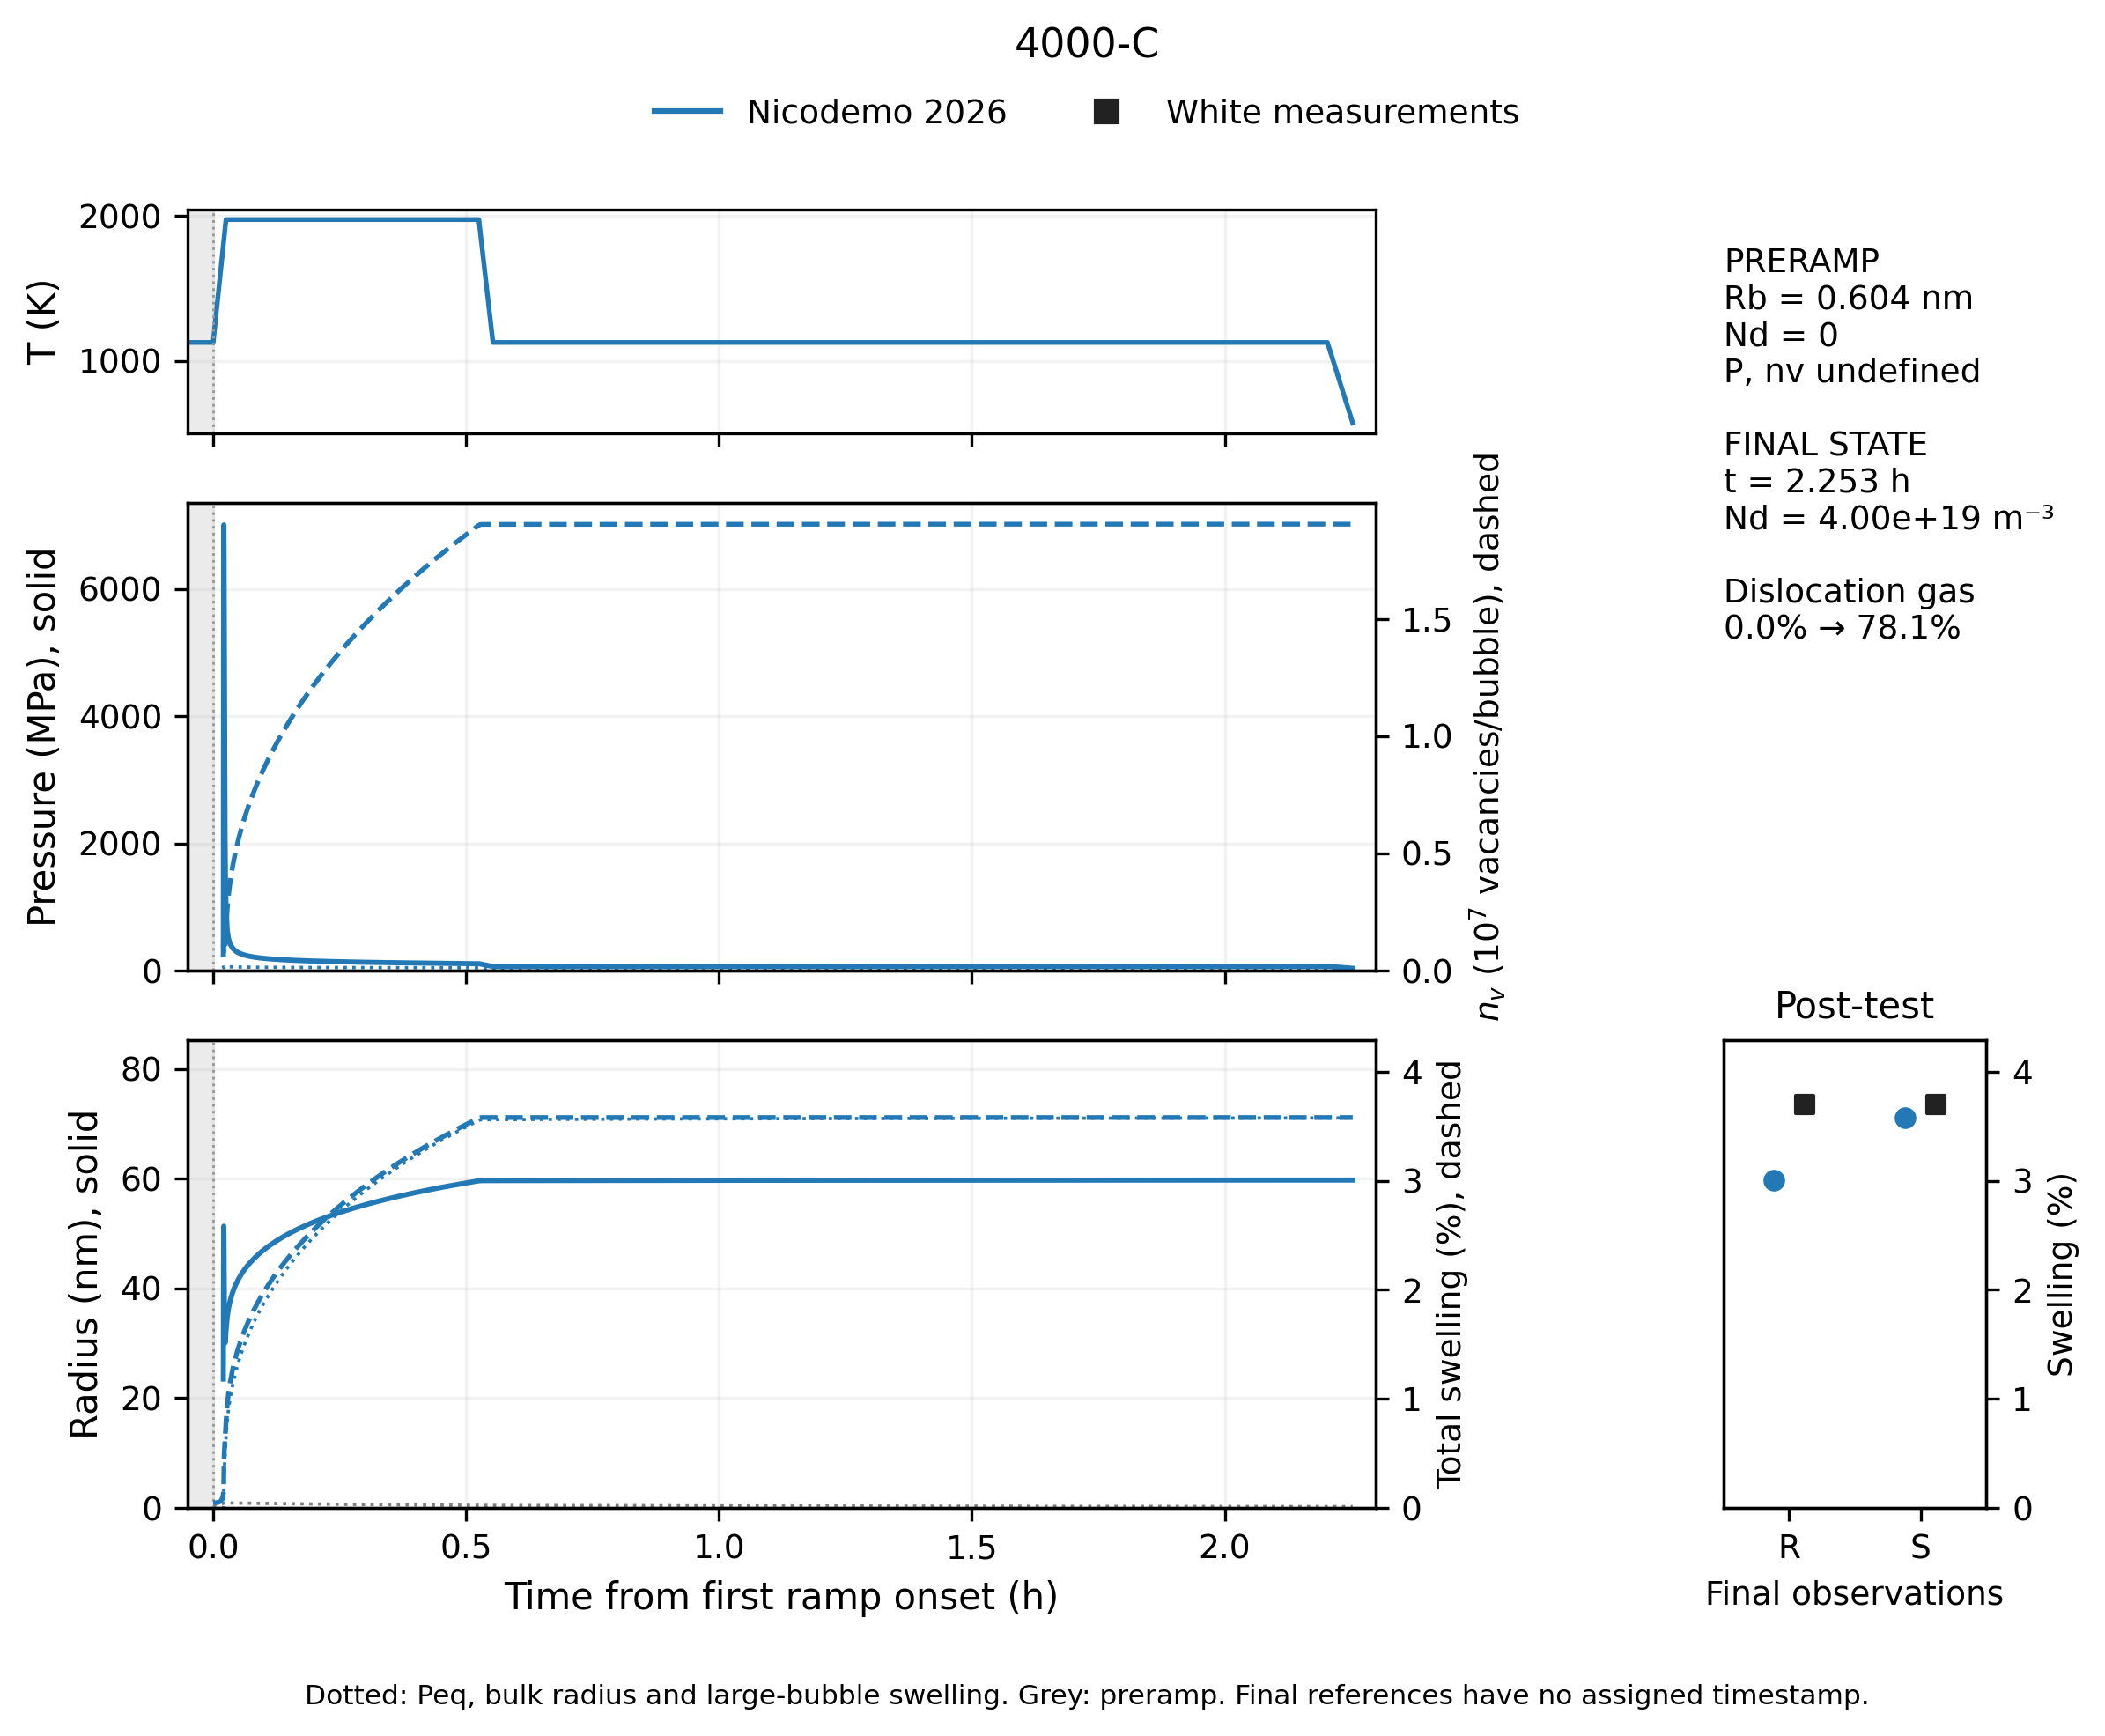 4000-C
Nicodemo 2026
White measurements
2000
1000
T (K)
PRERAMP
Rb = 0.604 nm
Nd = 0
P, nv undefined
FINAL STATE
t = 2.253 h
Nd = 4.00e+19 m⁻³
Dislocation gas
0.0% → 78.1%
6000
4000
2000
0
Pressure (MPa), solid
1.5
1.0
0.5
0.0
n_v (10⁷ vacancies/bubble), dashed
80
60
40
20
0
Radius (nm), solid
4
3
2
1
0
Total swelling (%), dashed
0.0
0.5
1.0
1.5
2.0
Time from first ramp onset (h)
Post-test
4
3
2
1
0
Swelling (%)
R
S
Final observations
Dotted: Peq, bulk radius and large-bubble swelling. Grey: preramp. Final references have no assigned timestamp.